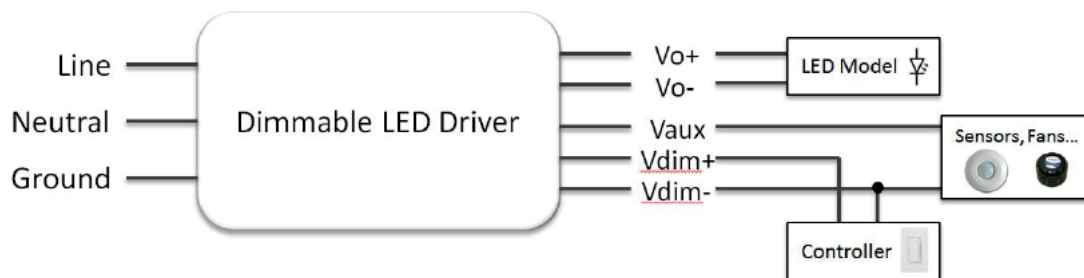 Line
Neutral
Ground
Dimmable LED Driver
Vo+
Vo-
Vaux
Vdim+
Vdim-
LED Model
Sensors, Fans...
Controller